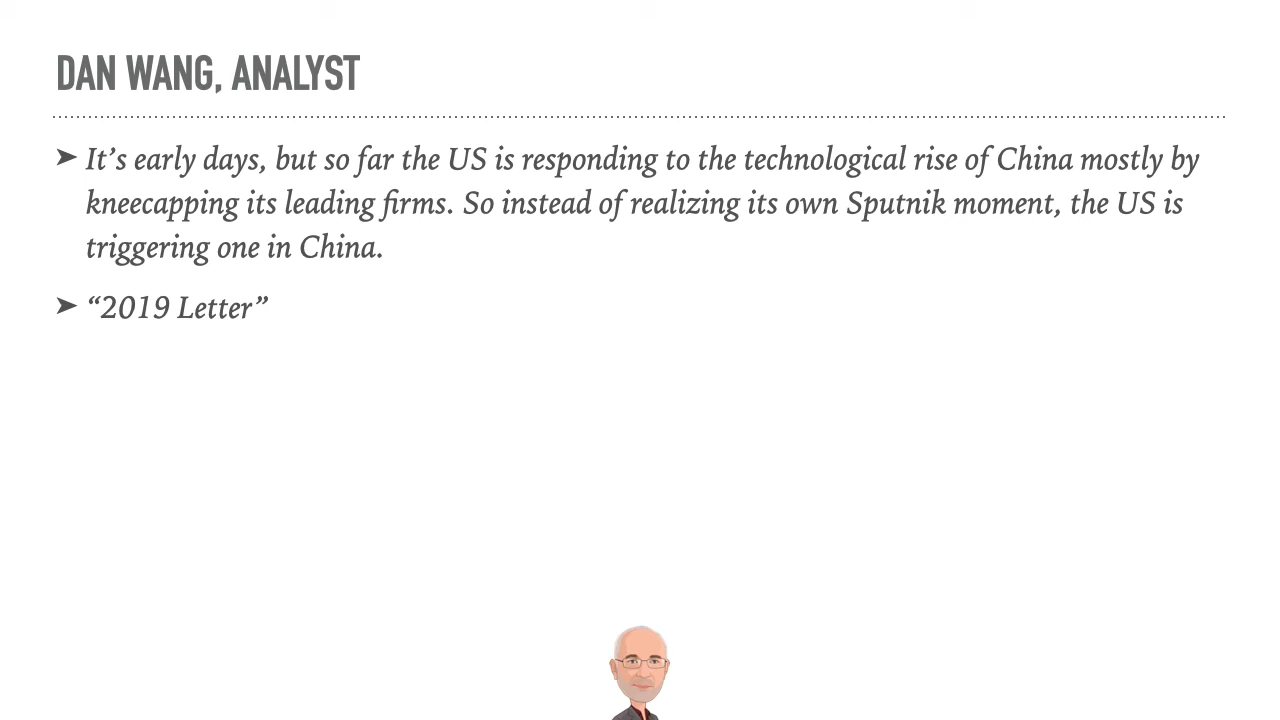 DAN WANG, ANALYST
➤ It’s early days, but so far the US is responding to the technological rise of China mostly by
kneecapping its leading firms. So instead of realizing its own Sputnik moment, the US is
triggering one in China.
➤ “2019 Letter”